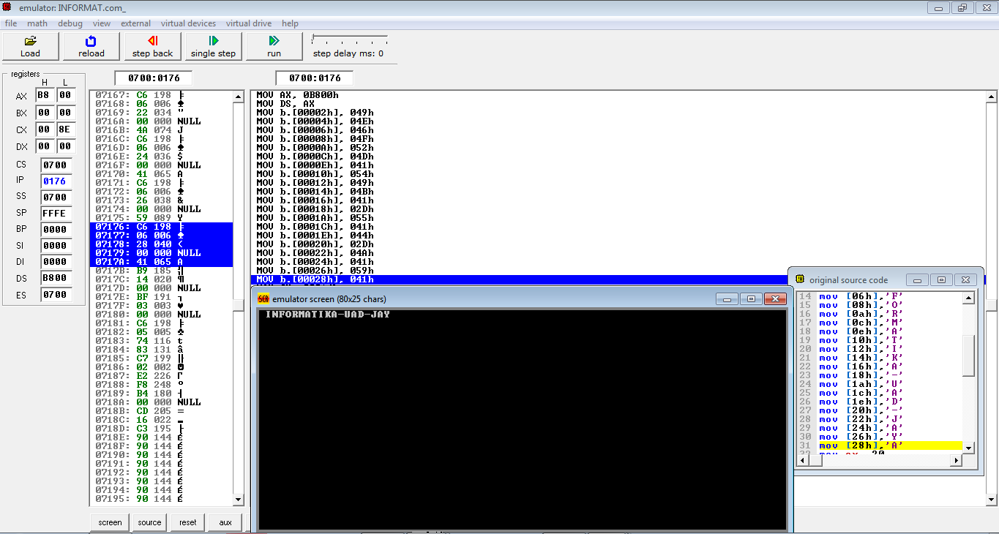 emulator: INFORMAT.com_
file math debug view external virtual devices virtual drive help
Load reload step back single step run step delay ms: 0
registers
H L
AX B8 00
BX 00 00
CX 00 8E
DX 00 00
CS 0700
IP 0176
SS 0700
SP FFFE
BP 0000
SI 0000
DI 0000
DS B800
ES 0700
0700:0176
07167: C6 198 ╞
07168: 06 006 ♠
07169: 22 034 "
0716A: 00 000 NULL
0716B: 4A 074 J
0716C: C6 198 ╞
0716D: 06 006 ♠
0716E: 24 036 $
0716F: 00 000 NULL
07170: 41 065 A
07171: C6 198 ╞
07172: 06 006 ♠
07173: 26 038 &
07174: 00 000 NULL
07175: 59 089 Y
07176: C6 198 ╞
07177: 06 006 ♠
07178: 28 040 (
07179: 00 000 NULL
0717A: 41 065 A
0717B: B9 185 ╣
0717C: 14 020 ¶
0717D: 00 000 NULL
0717E: BF 191 ┐
0717F: 03 003 ♥
07180: 00 000 NULL
07181: C6 198 ╞
07182: 05 005 ♣
07183: 74 116 t
07184: 83 131 â
07185: C7 199 ╟
07186: 02 002 ☻
07187: E2 226 Γ
07188: F8 248 °
07189: B4 180 ┤
0718A: 00 000 NULL
0718B: CD 205 =
0718C: 16 022 ▬
0718D: C3 195 ├
0718E: 90 144 É
0718F: 90 144 É
07190: 90 144 É
07191: 90 144 É
07192: 90 144 É
07193: 90 144 É
07194: 90 144 É
07195: 90 144 É
screen source reset aux
0700:0176
MOV AX, 0B800h
MOV DS, AX
MOV b.[00002h], 049h
MOV b.[00004h], 04Eh
MOV b.[00006h], 046h
MOV b.[00008h], 04Fh
MOV b.[0000Ah], 052h
MOV b.[0000Ch], 04Dh
MOV b.[0000Eh], 041h
MOV b.[00010h], 054h
MOV b.[00012h], 049h
MOV b.[00014h], 04Bh
MOV b.[00016h], 041h
MOV b.[00018h], 02Dh
MOV b.[0001Ah], 055h
MOV b.[0001Ch], 041h
MOV b.[0001Eh], 044h
MOV b.[00020h], 02Dh
MOV b.[00022h], 04Ah
MOV b.[00024h], 041h
MOV b.[00026h], 059h
MOV b.[00028h], 041h
SCR emulator screen (80x25 chars)
INFORMATIKA-UAD-JAY
original source code
14 mov [06h],'F'
15 mov [08h],'O'
16 mov [0ah],'R'
17 mov [0ch],'M'
18 mov [0eh],'A'
19 mov [10h],'T'
20 mov [12h],'I'
21 mov [14h],'K'
22 mov [16h],'A'
23 mov [18h],'-'
24 mov [1ah],'U'
25 mov [1ch],'A'
26 mov [1eh],'D'
27 mov [20h],'-'
28 mov [22h],'J'
29 mov [24h],'A'
30 mov [26h],'Y'
31 mov [28h],'A'